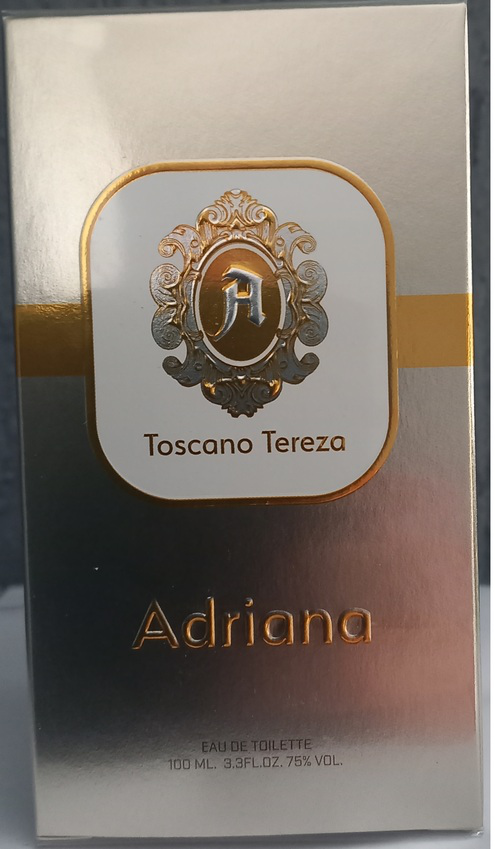 A
Toscano Tereza
Adriana
EAU DE TOILETTE
100 ML. 3.3FL.OZ. 75% VOL.